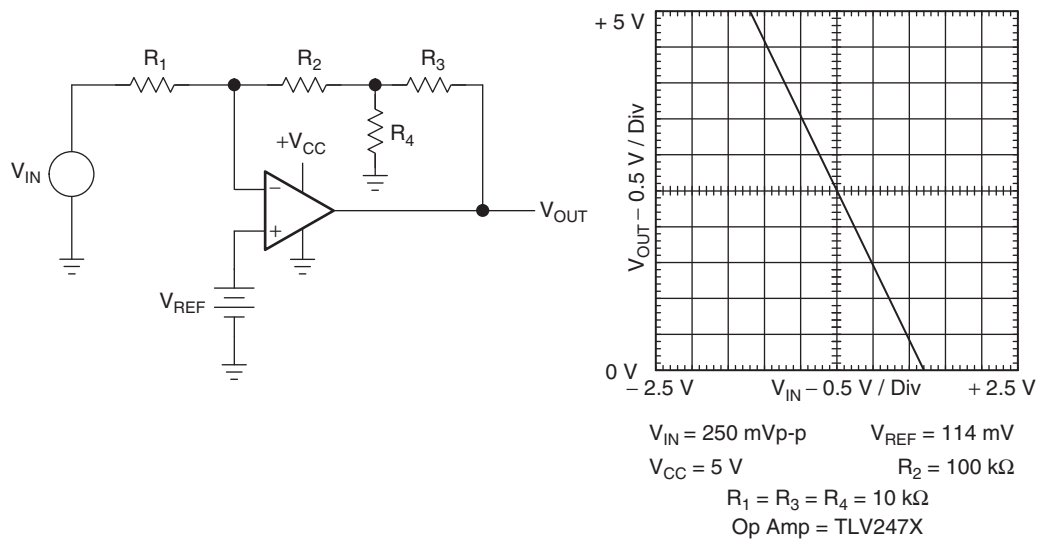 R1
R2
R3
R4
+VCC
VIN
−
+
VOUT
VREF
+ 5 V
VOUT − 0.5 V / Div
0 V
− 2.5 V
VIN − 0.5 V / Div
+ 2.5 V
VIN = 250 mVp-p VREF = 114 mV
VCC = 5 V R2 = 100 kΩ
R1 = R3 = R4 = 10 kΩ
Op Amp = TLV247X